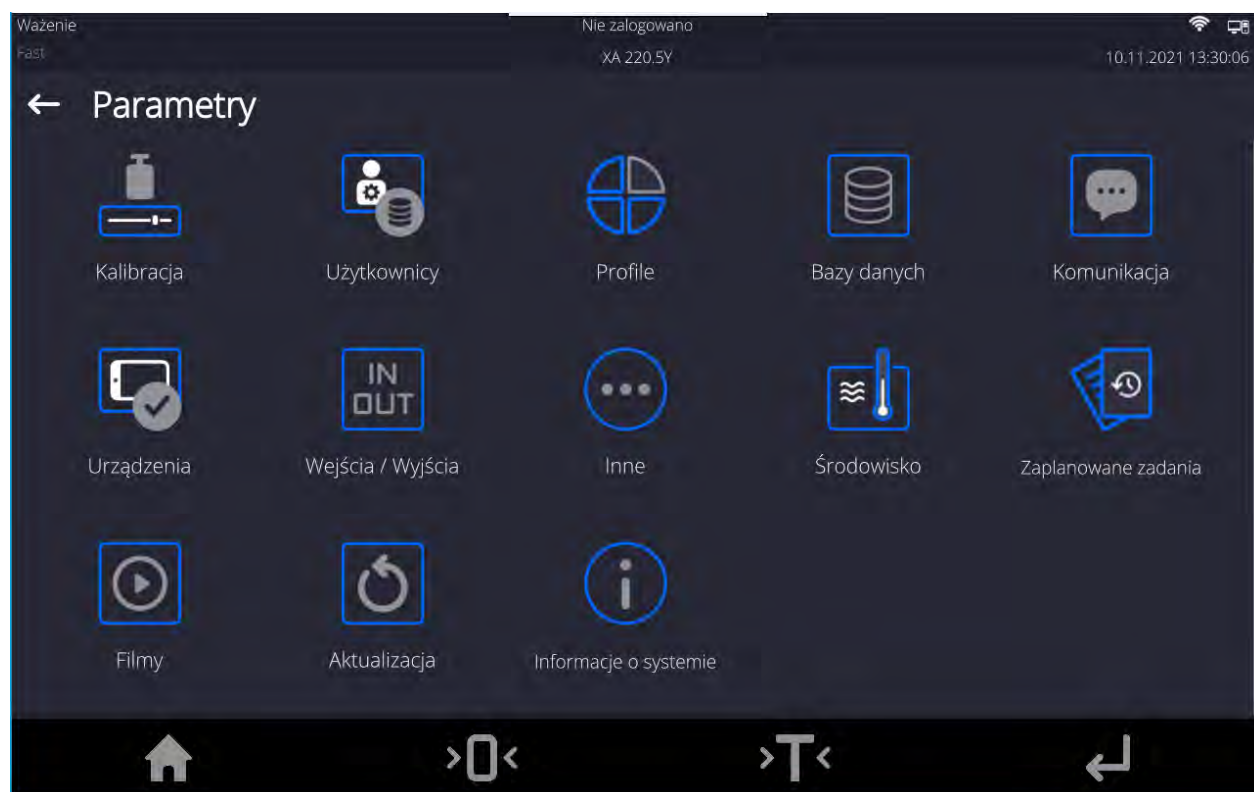 Ważenie Nie zalogowano
Fast XA 220.5Y 10.11.2021 13:30:06
Parametry
Kalibracja Użytkownicy Profile Bazy danych Komunikacja
IN
OUT
Urządzenia Wejścia / Wyjścia Inne Środowisko Zaplanowane zadania
Filmy Aktualizacja Informacje o systemie
>0< >T<